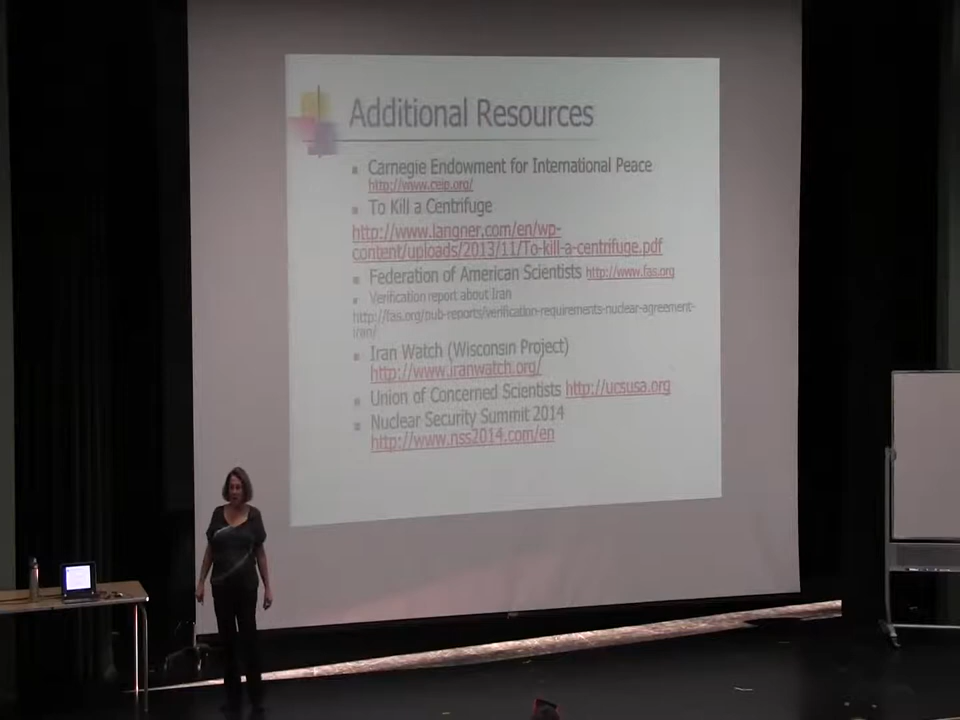 Additional Resources
Carnegie Endowment for International Peace
http://www.ceip.org/
To Kill a Centrifuge
http://www.langner.com/en/wp-
content/uploads/2013/11/To-kill-a-centrifuge.pdf
Federation of American Scientists http://www.fas.org
Verification report about Iran
http://fas.org/pub-reports/verification-requirements-nuclear-agreement-
iran/
Iran Watch (Wisconsin Project)
http://www.iranwatch.org/
Union of Concerned Scientists http://ucsusa.org
Nuclear Security Summit 2014
http://www.nss2014.com/en